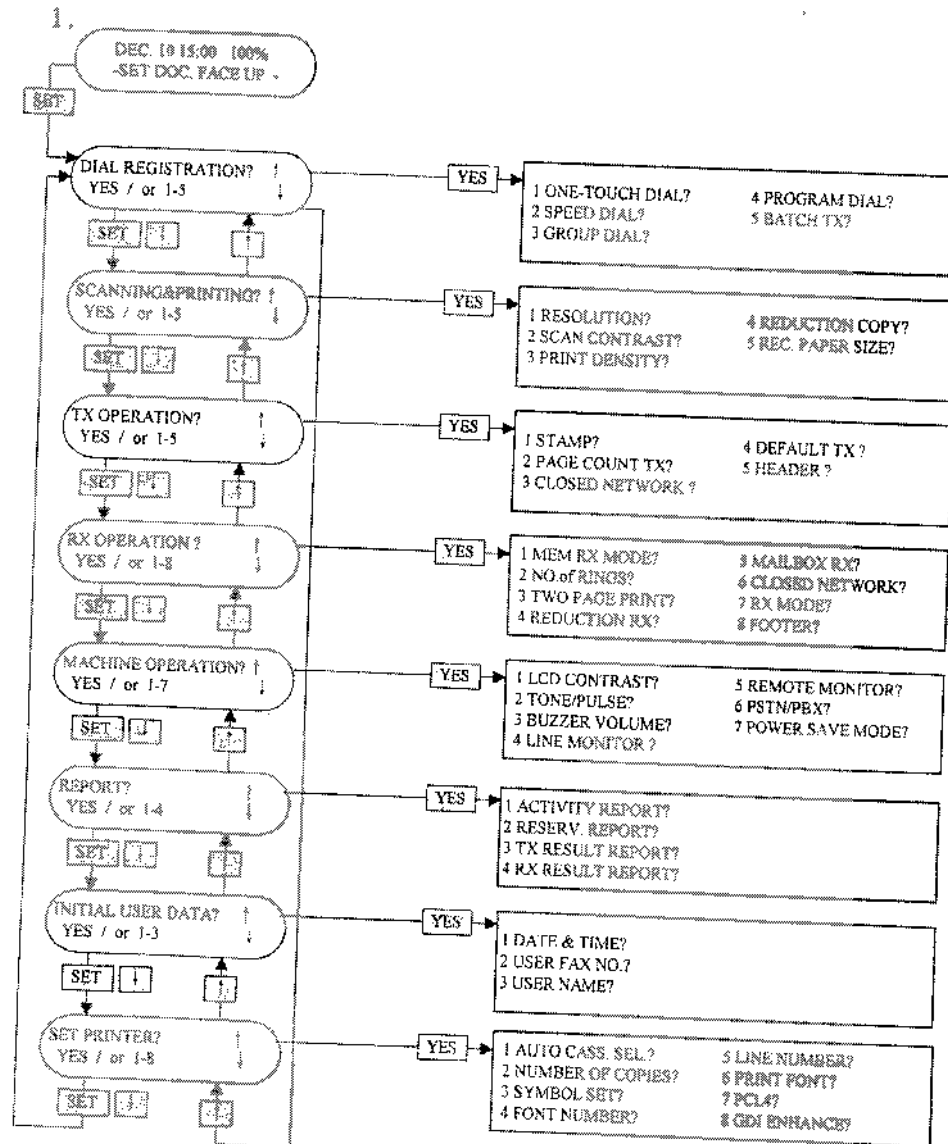 1.
DEC. 10 15:00 100%
-SET DOC. FACE UP -
SET
DIAL REGISTRATION? ↑
YES / or 1-5 ↓
YES
1 ONE-TOUCH DIAL? 4 PROGRAM DIAL?
2 SPEED DIAL? 5 BATCH TX?
3 GROUP DIAL?
SET ↓ ↑
SCANNING&PRINTING? ↑
YES / or 1-5 ↓
YES
1 RESOLUTION? 4 REDUCTION COPY?
2 SCAN CONTRAST? 5 REC. PAPER SIZE?
3 PRINT DENSITY?
SET ↓ ↑
TX OPERATION? ↑
YES / or 1-5 ↓
YES
1 STAMP? 4 DEFAULT TX ?
2 PAGE COUNT TX? 5 HEADER ?
3 CLOSED NETWORK ?
SET ↓ ↑
RX OPERATION ? ↑
YES / or 1-8 ↓
YES
1 MEM RX MODE? 5 MAILBOX RX?
2 NO.of RINGS? 6 CLOSED NETWORK?
3 TWO PAGE PRINT? 7 RX MODE?
4 REDUCTION RX? 8 FOOTER?
SET ↓ ↑
MACHINE OPERATION? ↑
YES / or 1-7 ↓
YES
1 LCD CONTRAST? 5 REMOTE MONITOR?
2 TONE/PULSE? 6 PSTN/PBX?
3 BUZZER VOLUME? 7 POWER SAVE MODE?
4 LINE MONITOR ?
SET ↓ ↑
REPORT? ↑
YES / or 1-4 ↓
YES
1 ACTIVITY REPORT?
2 RESERV. REPORT?
3 TX RESULT REPORT?
4 RX RESULT REPORT?
SET ↓ ↑
INITIAL USER DATA? ↑
YES / or 1-3 ↓
YES
1 DATE & TIME?
2 USER FAX NO.?
3 USER NAME?
SET ↓ ↑
SET PRINTER? ↑
YES / or 1-8 ↓
YES
1 AUTO CASS. SEL.? 5 LINE NUMBER?
2 NUMBER OF COPIES? 6 PRINT FONT?
3 SYMBOL SET? 7 PCL4?
4 FONT NUMBER? 8 GDI ENHANCE?
SET ↓ ↑